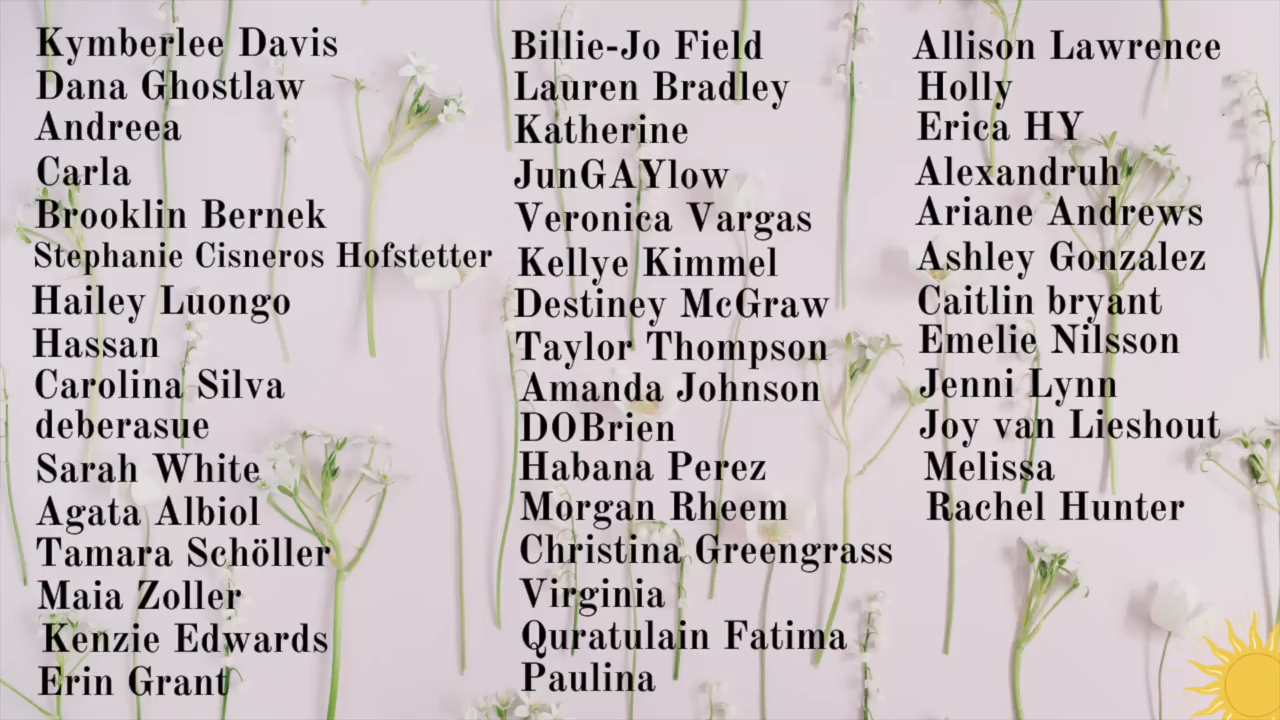 Kymberlee Davis
Dana Ghostlaw
Andreea
Carla
Brooklin Bernek
Stephanie Cisneros Hofstetter
Hailey Luongo
Hassan
Carolina Silva
deberasue
Sarah White
Agata Albiol
Tamara Schöller
Maia Zoller
Kenzie Edwards
Erin Grant
Billie-Jo Field
Lauren Bradley
Katherine
JunGAYlow
Veronica Vargas
Kellye Kimmel
Destiney McGraw
Taylor Thompson
Amanda Johnson
DOBrien
Habana Perez
Morgan Rheem
Christina Greengrass
Virginia
Quratulain Fatima
Paulina
Allison Lawrence
Holly
Erica HY
Alexandruh
Ariane Andrews
Ashley Gonzalez
Caitlin bryant
Emelie Nilsson
Jenni Lynn
Joy van Lieshout
Melissa
Rachel Hunter